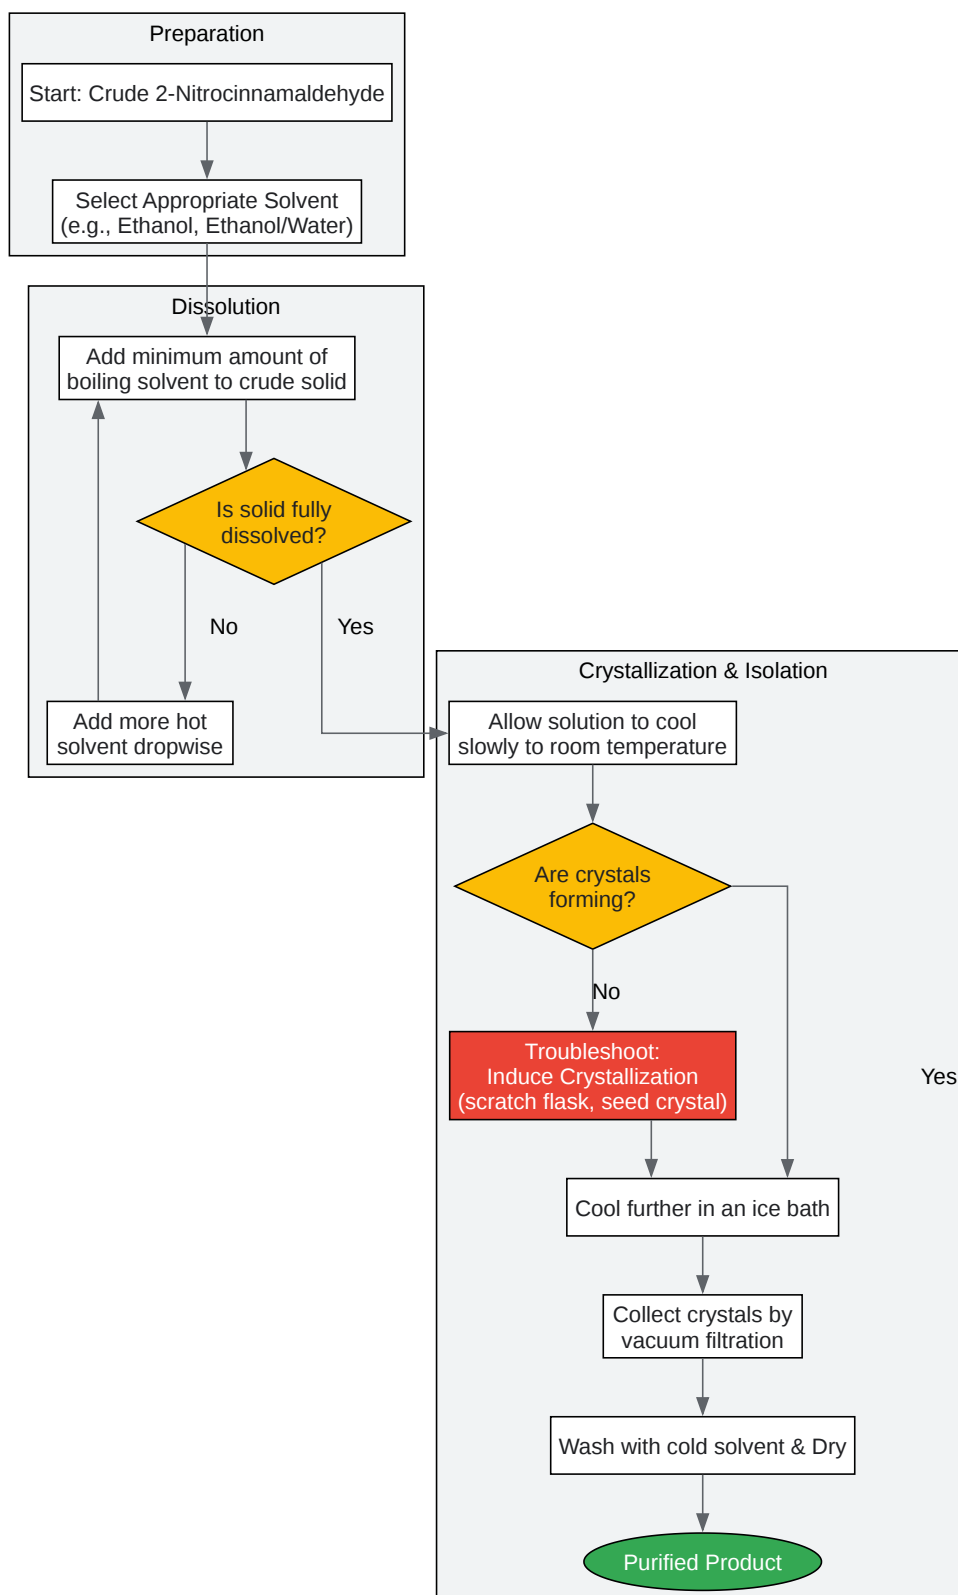 Preparation
Start: Crude 2-Nitrocinnamaldehyde
Select Appropriate Solvent
(e.g., Ethanol, Ethanol/Water)
Dissolution
Add minimum amount of
boiling solvent to crude solid
Is solid fully
dissolved?
No
Yes
Add more hot
solvent dropwise
Crystallization & Isolation
Allow solution to cool
slowly to room temperature
Are crystals
forming?
No
Troubleshoot:
Induce Crystallization
(scratch flask, seed crystal)
Yes
Cool further in an ice bath
Collect crystals by
vacuum filtration
Wash with cold solvent & Dry
Purified Product